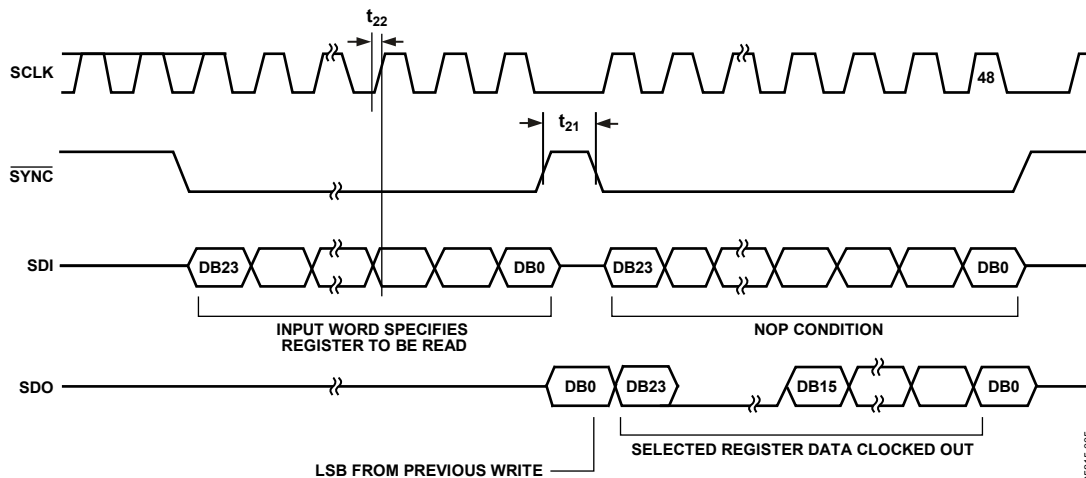 t22
SCLK
48
t21
SYNC
SDI
DB23
DB0
DB23
DB0
INPUT WORD SPECIFIES
REGISTER TO BE READ
NOP CONDITION
SDO
DB0
DB23
DB15
DB0
SELECTED REGISTER DATA CLOCKED OUT
LSB FROM PREVIOUS WRITE